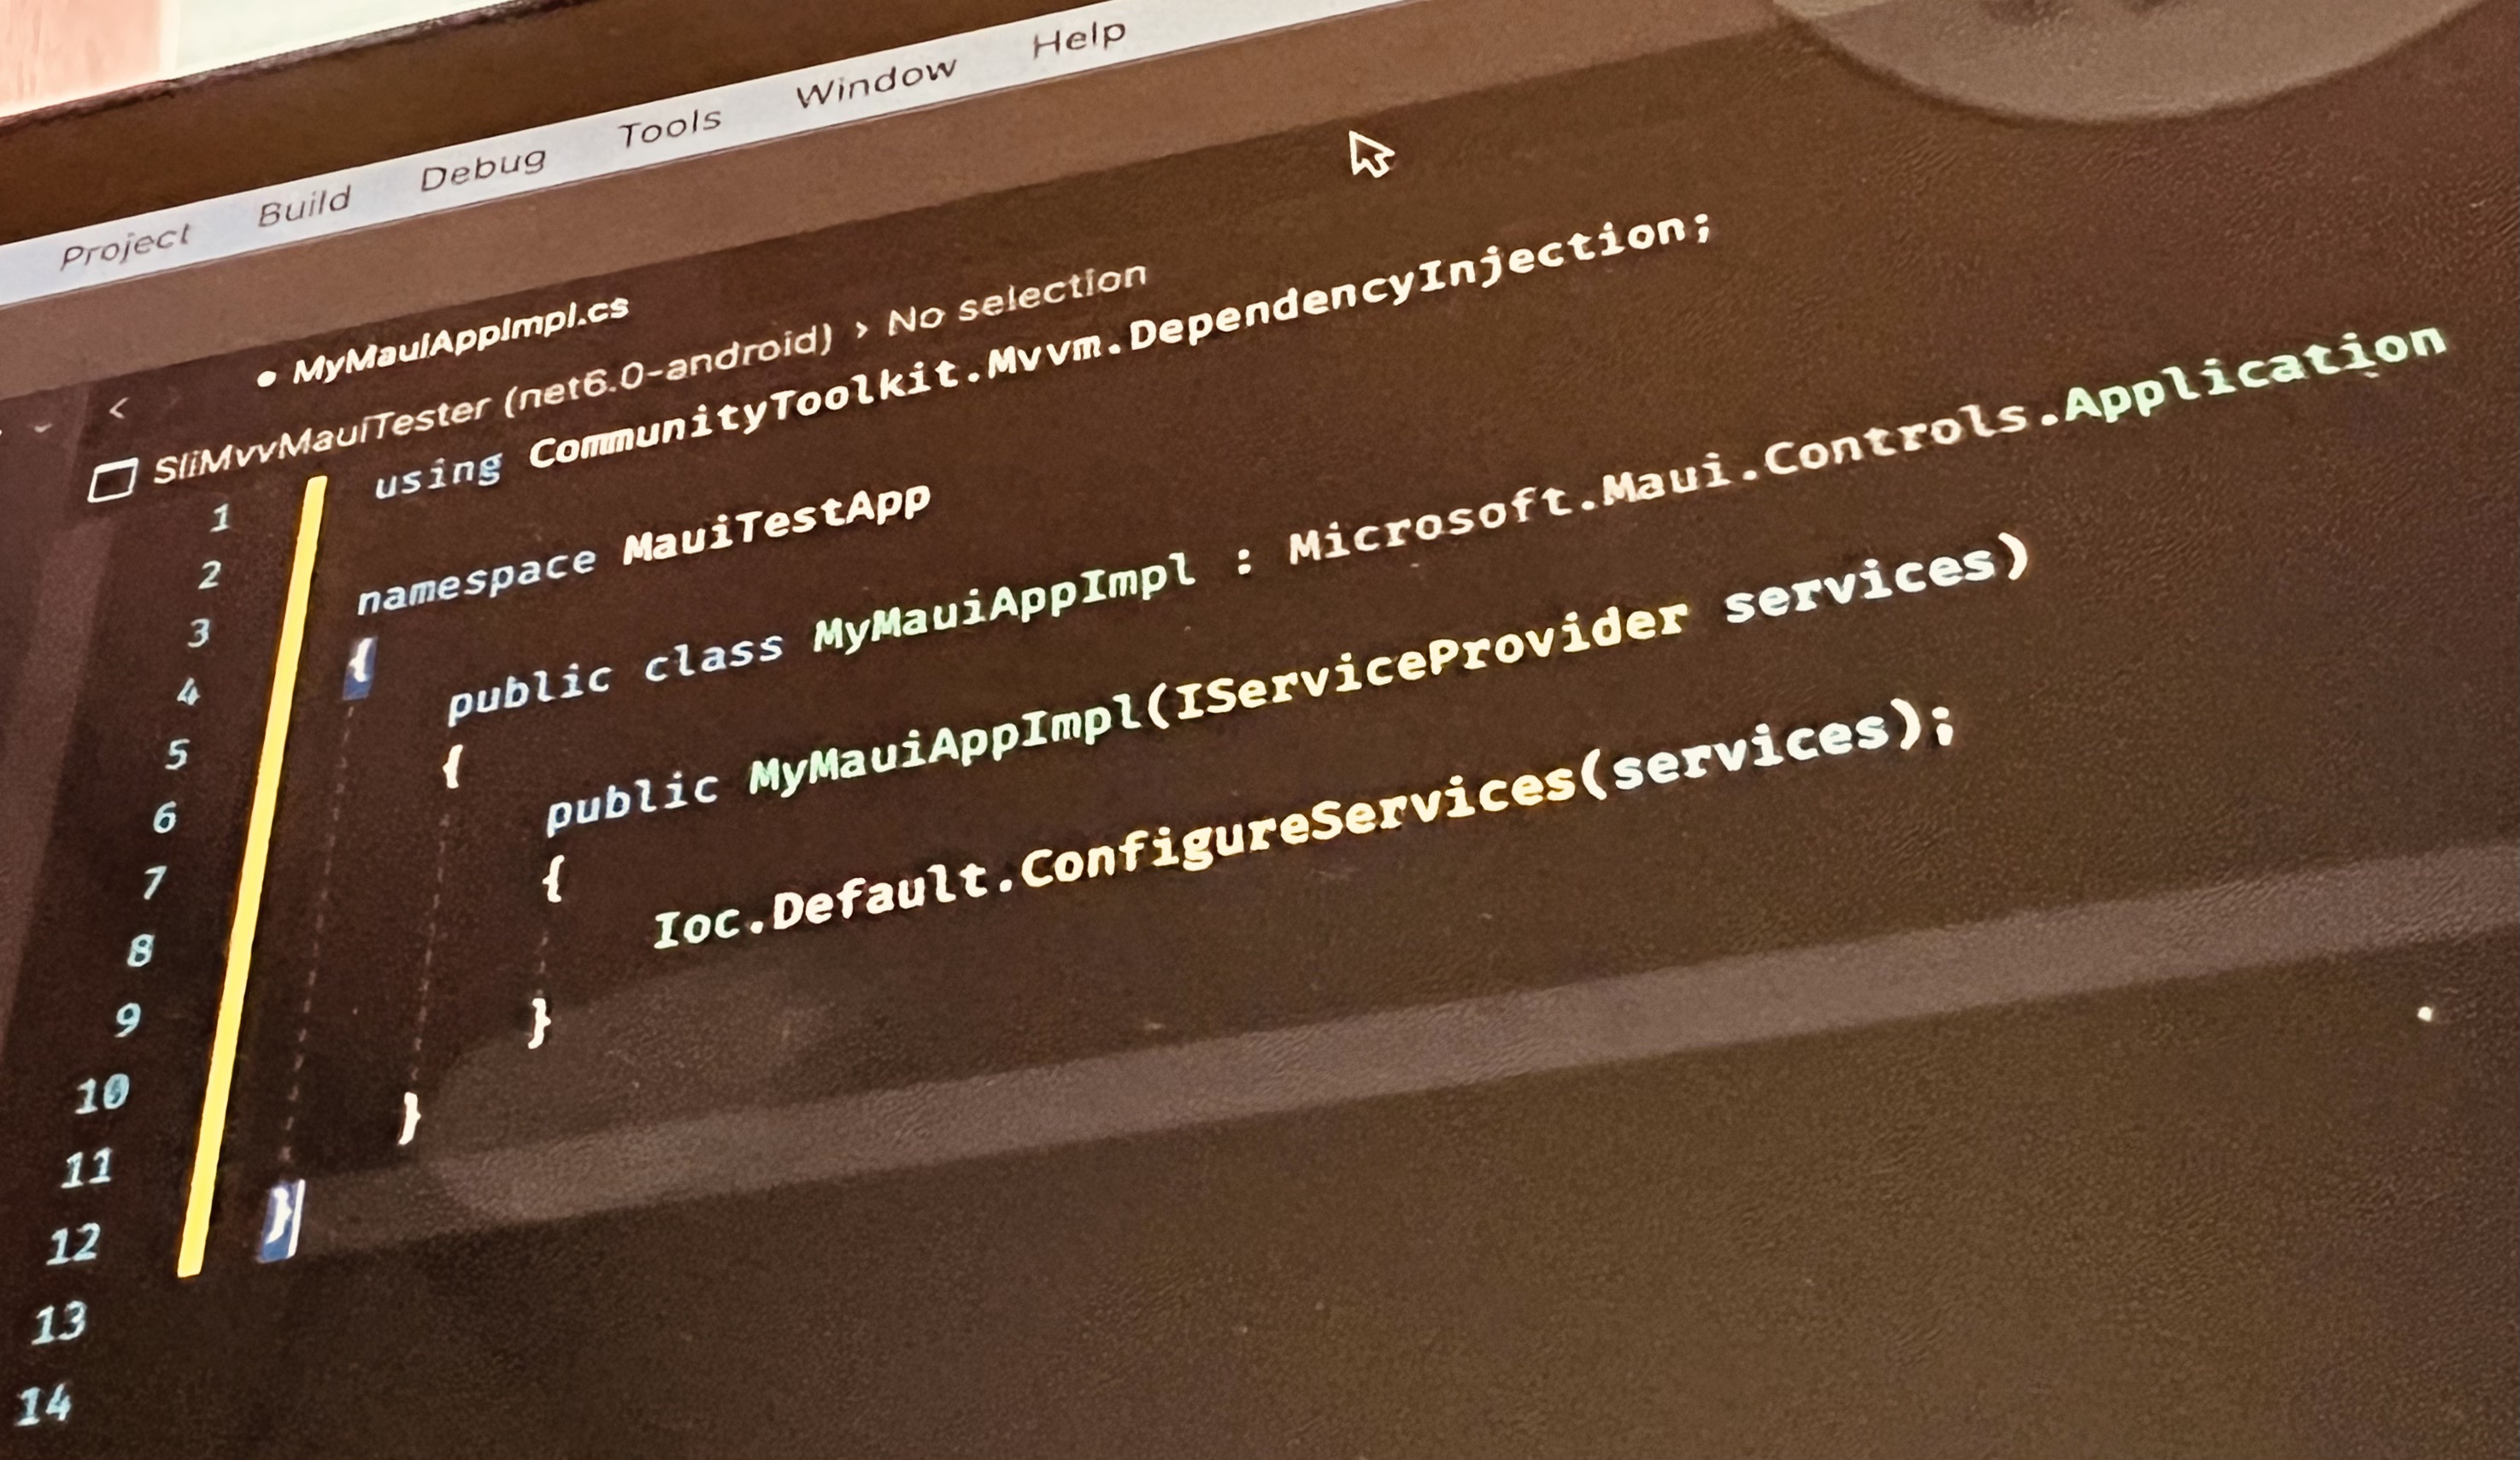 Project Build Debug Tools Window Help
MyMauiAppImpl.cs
SliMvvMauiTester (net6.0-android) › No selection
1 using CommunityToolkit.Mvvm.DependencyInjection;
2
3 namespace MauiTestApp
4 {
5 public class MyMauiAppImpl : Microsoft.Maui.Controls.Application
6 {
7 public MyMauiAppImpl(IServiceProvider services)
8 {
9 Ioc.Default.ConfigureServices(services);
10 }
11 }
12 }
13
14